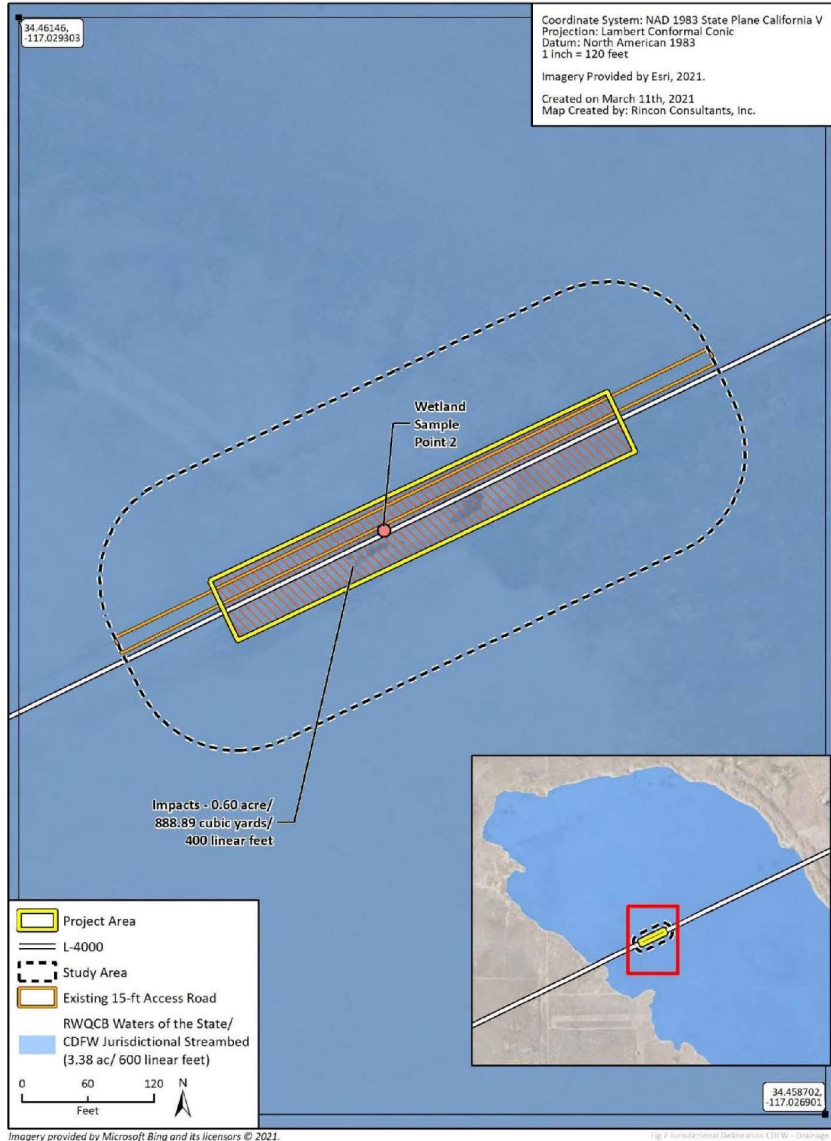 34.46146,
-117.029303
Coordinate System: NAD 1983 State Plane California V
Projection: Lambert Conformal Conic
Datum: North American 1983
1 inch = 120 feet
Imagery Provided by Esri, 2021.
Created on March 11th, 2021
Map Created by: Rincon Consultants, Inc.
Wetland
Sample
Point 2
Impacts - 0.60 acre/
888.89 cubic yards/
400 linear feet
Project Area
L-4000
Study Area
Existing 15-ft Access Road
RWQCB Waters of the State/
CDFW Jurisdictional Streambed
(3.38 ac/ 600 linear feet)
0 60 120 N
Feet
34.458702,
-117.026901
Imagery provided by Microsoft Bing and its licensors © 2021.
Jurisdictional Delineation CDFW - Drainage